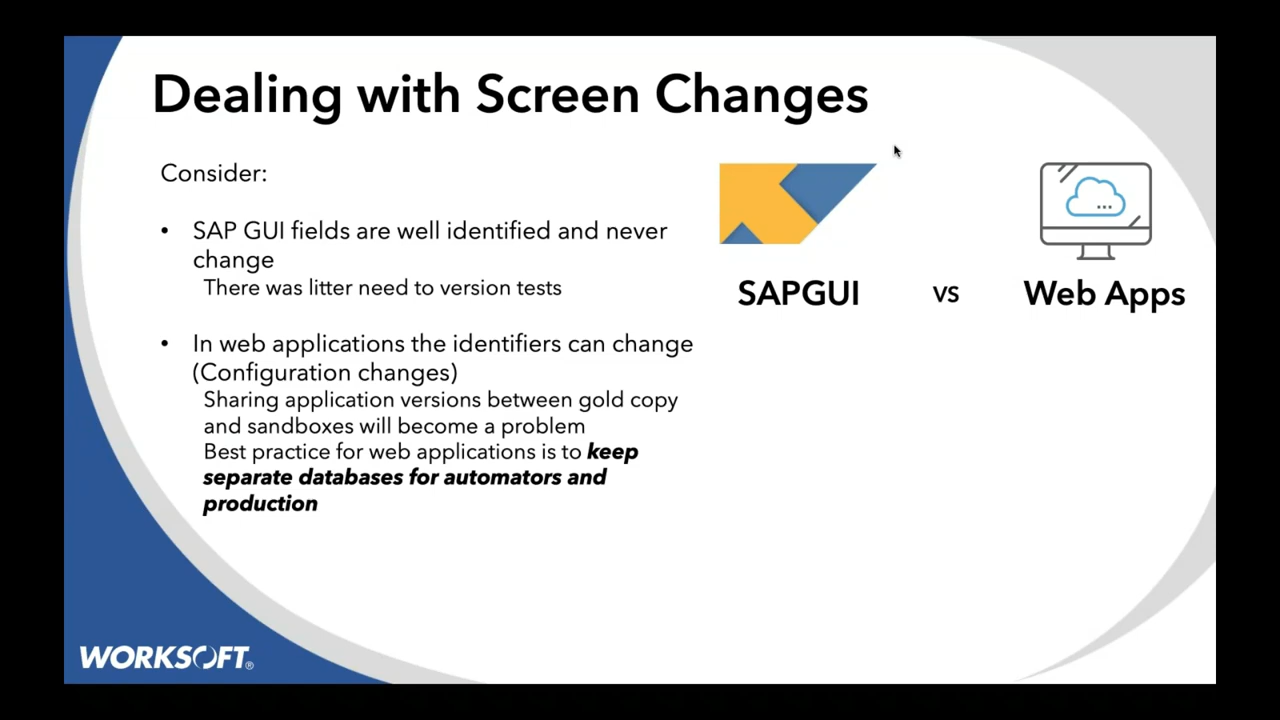 Dealing with Screen Changes
Consider:
• SAP GUI fields are well identified and never
change
There was litter need to version tests
• In web applications the identifiers can change
(Configuration changes)
Sharing application versions between gold copy
and sandboxes will become a problem
Best practice for web applications is to keep
separate databases for automators and
production
SAPGUI vs Web Apps
WORKSOFT®